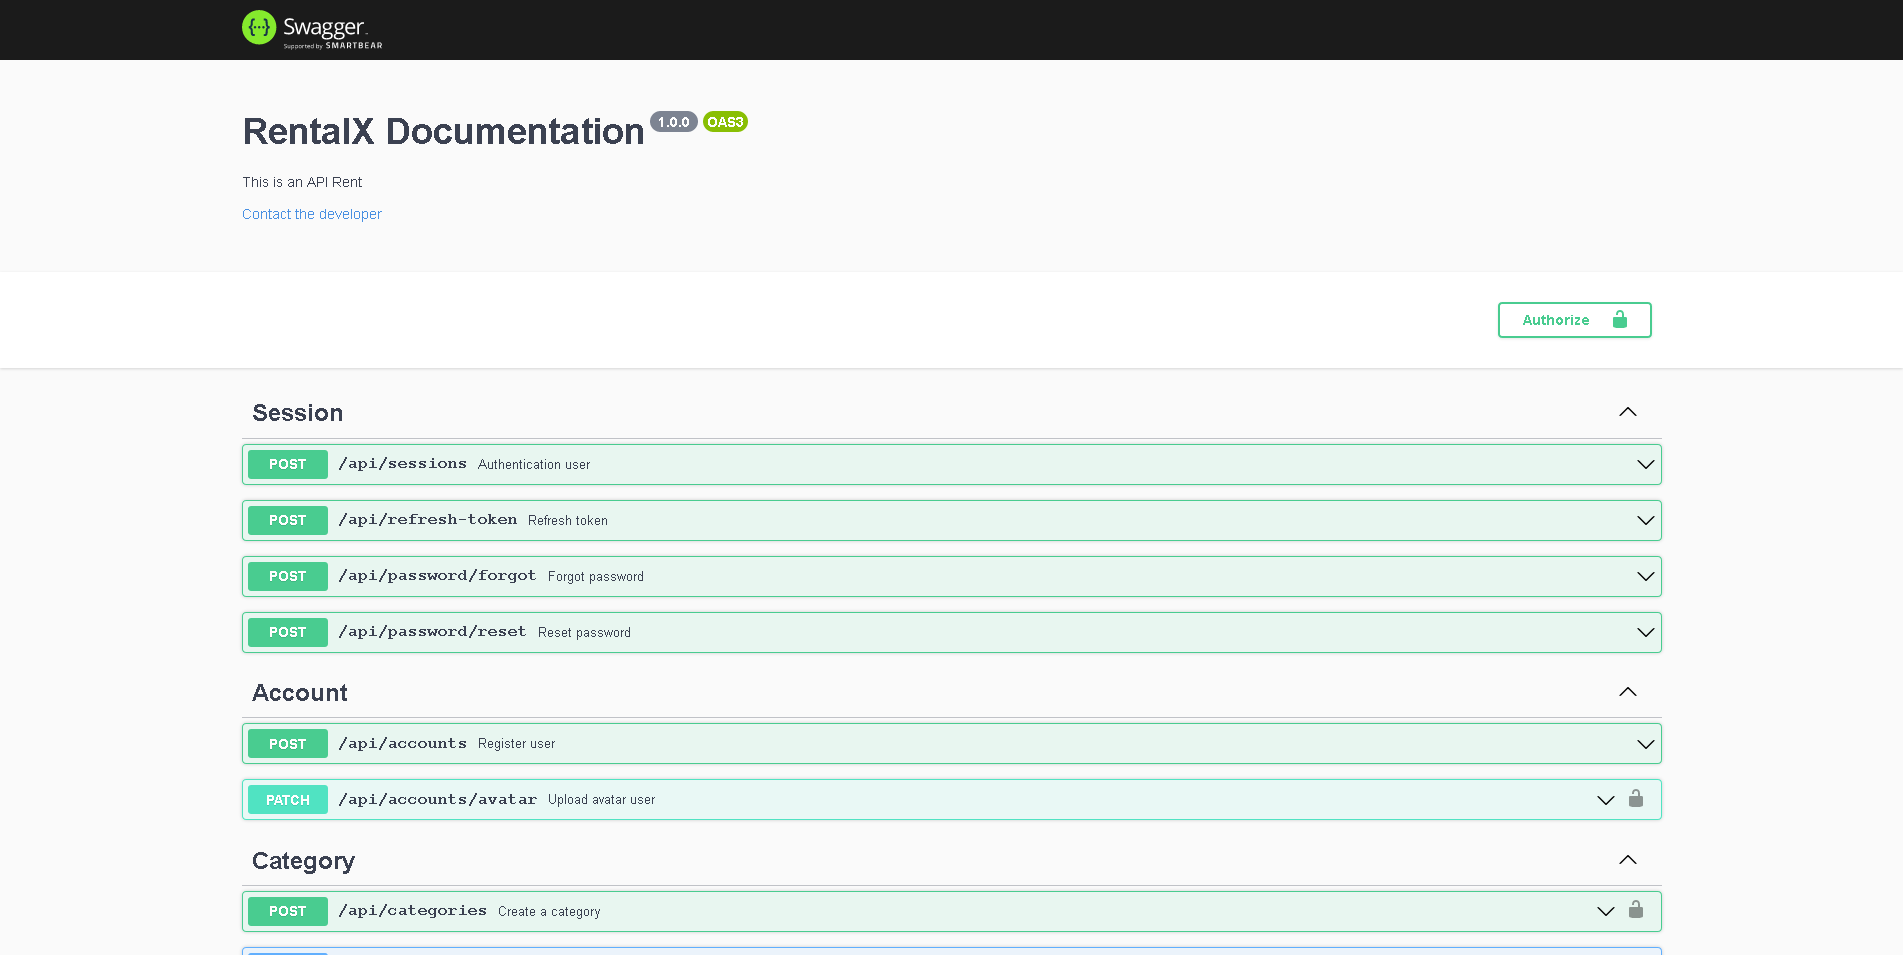 Swagger
Supported by SMARTBEAR
RentalX Documentation 1.0.0 OAS3
This is an API Rent
Contact the developer
Authorize
Session
POST /api/sessions Authentication user
POST /api/refresh-token Refresh token
POST /api/password/forgot Forgot password
POST /api/password/reset Reset password
Account
POST /api/accounts Register user
PATCH /api/accounts/avatar Upload avatar user
Category
POST /api/categories Create a category